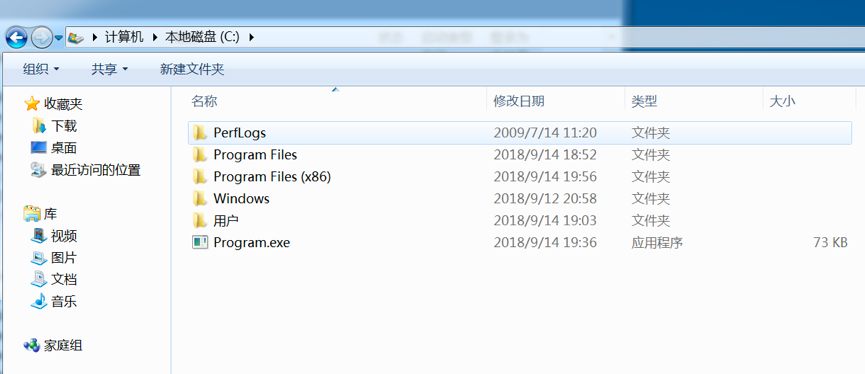 计算机 本地磁盘 (C:)
组织 共享 新建文件夹
收藏夹
下载
桌面
最近访问的位置
库
视频
图片
文档
音乐
家庭组
名称 修改日期 类型 大小
PerfLogs 2009/7/14 11:20 文件夹
Program Files 2018/9/14 18:52 文件夹
Program Files (x86) 2018/9/14 19:56 文件夹
Windows 2018/9/12 20:58 文件夹
用户 2018/9/14 19:03 文件夹
Program.exe 2018/9/14 19:36 应用程序 73 KB